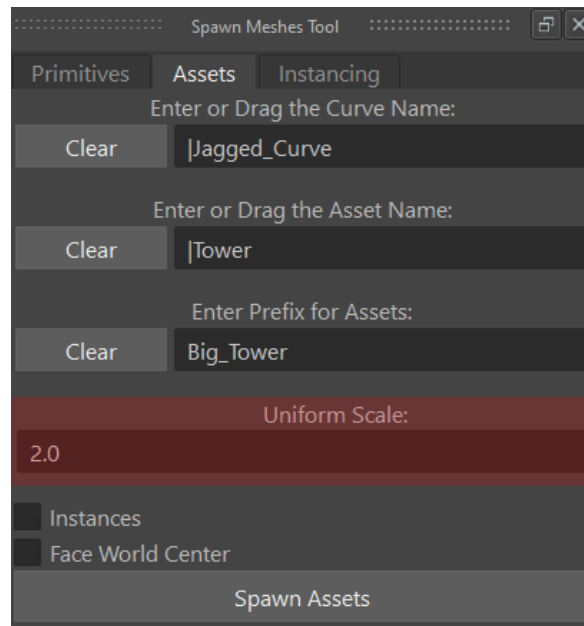 Spawn Meshes Tool
Primitives Assets Instancing
Enter or Drag the Curve Name:
Clear |Jagged_Curve
Enter or Drag the Asset Name:
Clear |Tower
Enter Prefix for Assets:
Clear Big_Tower
Uniform Scale:
2.0
Instances
Face World Center
Spawn Assets